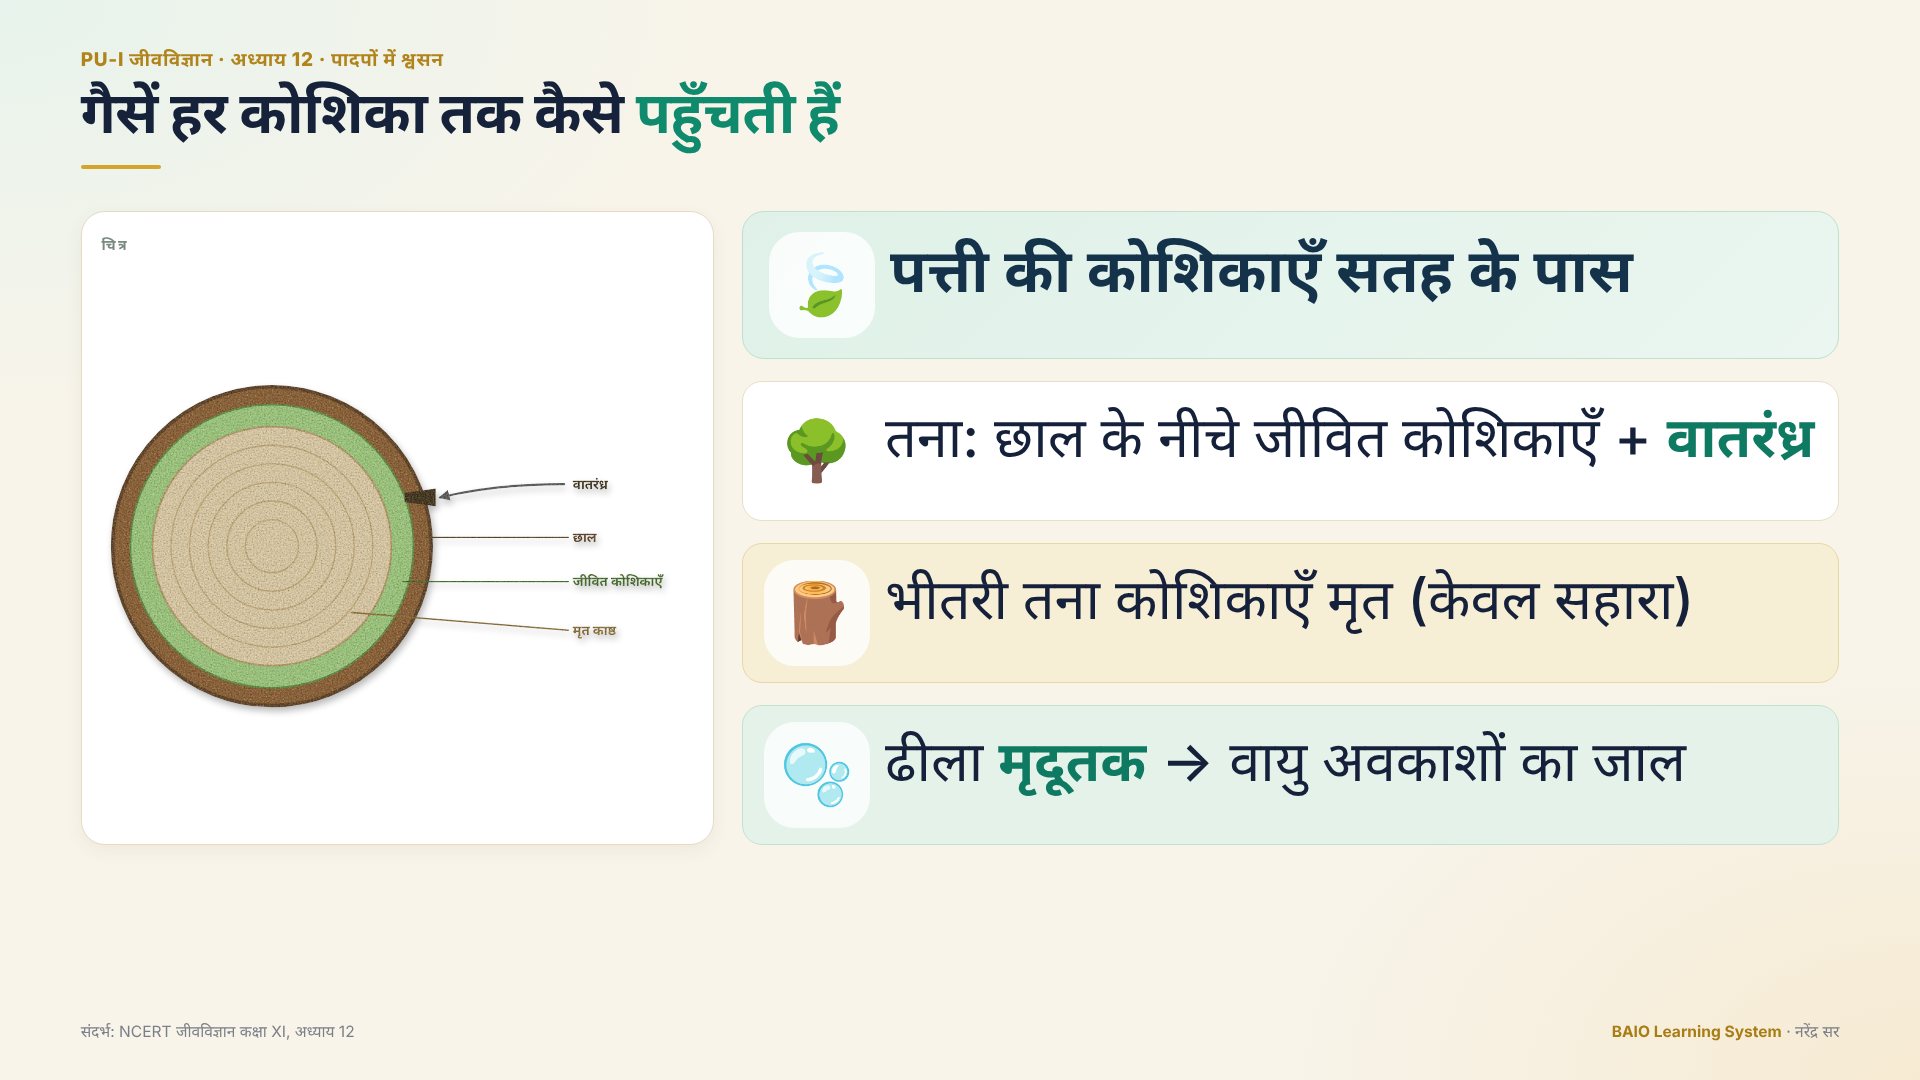 PU-I जीवविज्ञान · अध्याय 12 · पादपों में श्वसन
गैसें हर कोशिका तक कैसे पहुँचती हैं
चित्र
वातरंध्र
छाल
जीवित कोशिकाएँ
मृत काष्ठ
पत्ती की कोशिकाएँ सतह के पास
तना: छाल के नीचे जीवित कोशिकाएँ + वातरंध्र
भीतरी तना कोशिकाएँ मृत (केवल सहारा)
ढीला मृदूतक → वायु अवकाशों का जाल
संदर्भ: NCERT जीवविज्ञान कक्षा XI, अध्याय 12
BAIO Learning System · नरेंद्र सर